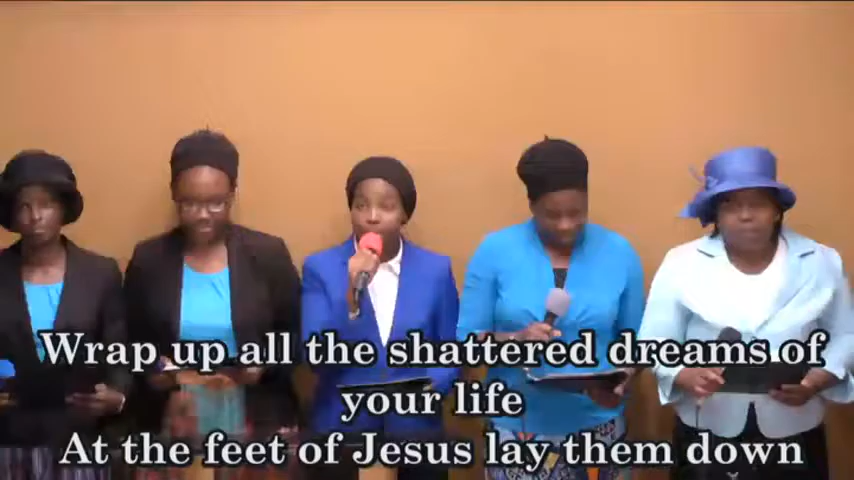 Wrap up all the shattered dreams of
your life
At the feet of Jesus lay them down